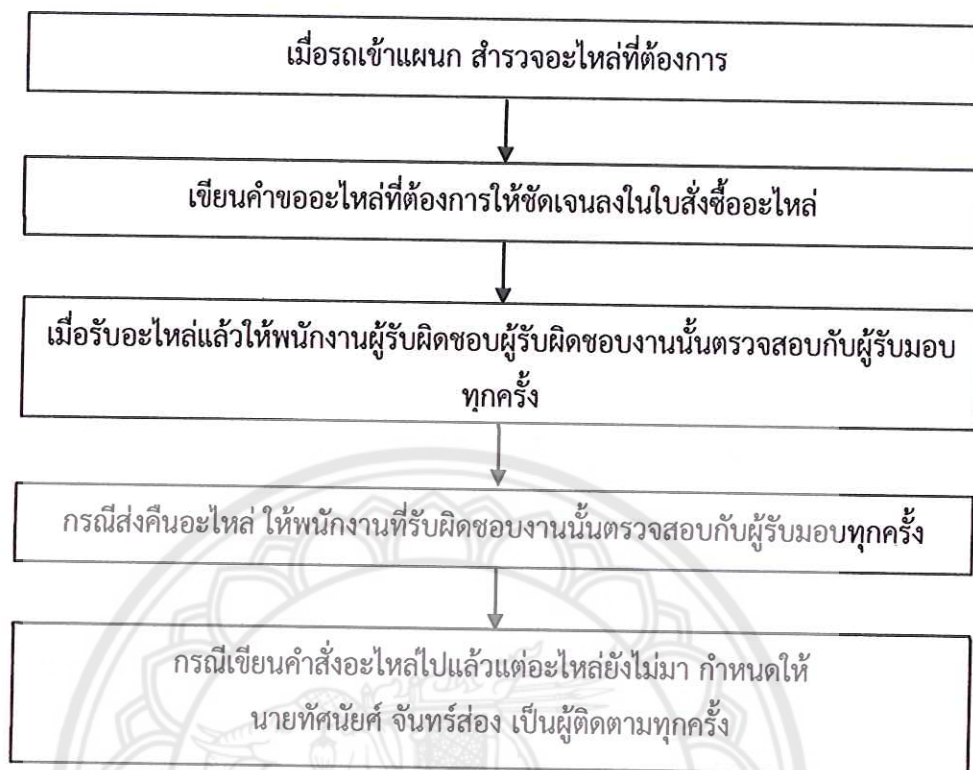 เมื่อรถเข้าแผนก สำรวจอะไหล่ที่ต้องการ
เขียนคำขออะไหล่ที่ต้องการให้ชัดเจนลงในใบสั่งซื้ออะไหล่
เมื่อรับอะไหล่แล้วให้พนักงานผู้รับผิดชอบผู้รับผิดชอบงานนั้นตรวจสอบกับผู้รับมอบ
ทุกครั้ง
กรณีส่งคืนอะไหล่ ให้พนักงานที่รับผิดชอบงานนั้นตรวจสอบกับผู้รับมอบทุกครั้ง
กรณีเขียนคำสั่งอะไหล่ไปแล้วแต่อะไหล่ยังไม่มา กำหนดให้
นายทัศนัยศ์ จันทร์ส่อง เป็นผู้ติดตามทุกครั้ง